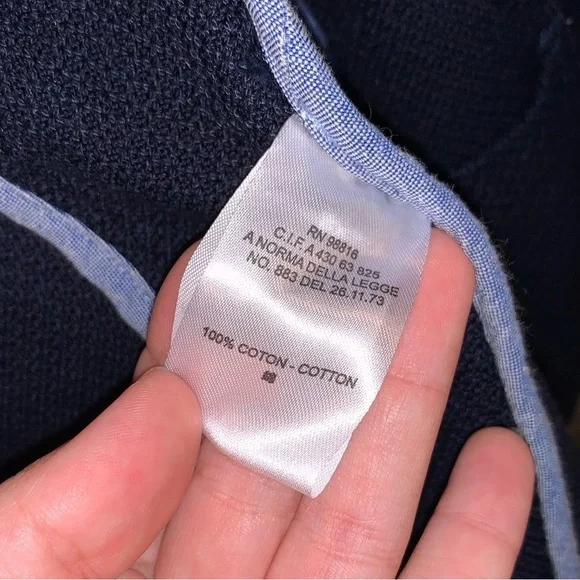 RN 98816
C.I.F A 430 63 825
A NORMA DELLA LEGGE
NO. 883 DEL 26.11.73
100% COTON - COTTON